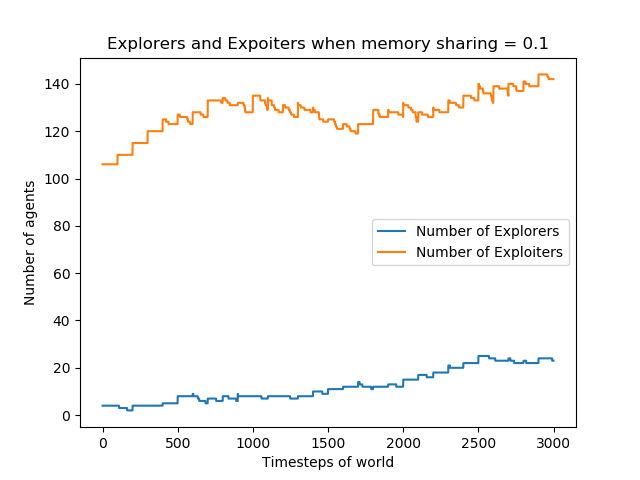 Explorers and Expoiters when memory sharing = 0.1
140
120
100
80
60
40
20
0
Number of agents
Number of Explorers
Number of Exploiters
0 500 1000 1500 2000 2500 3000
Timesteps of world